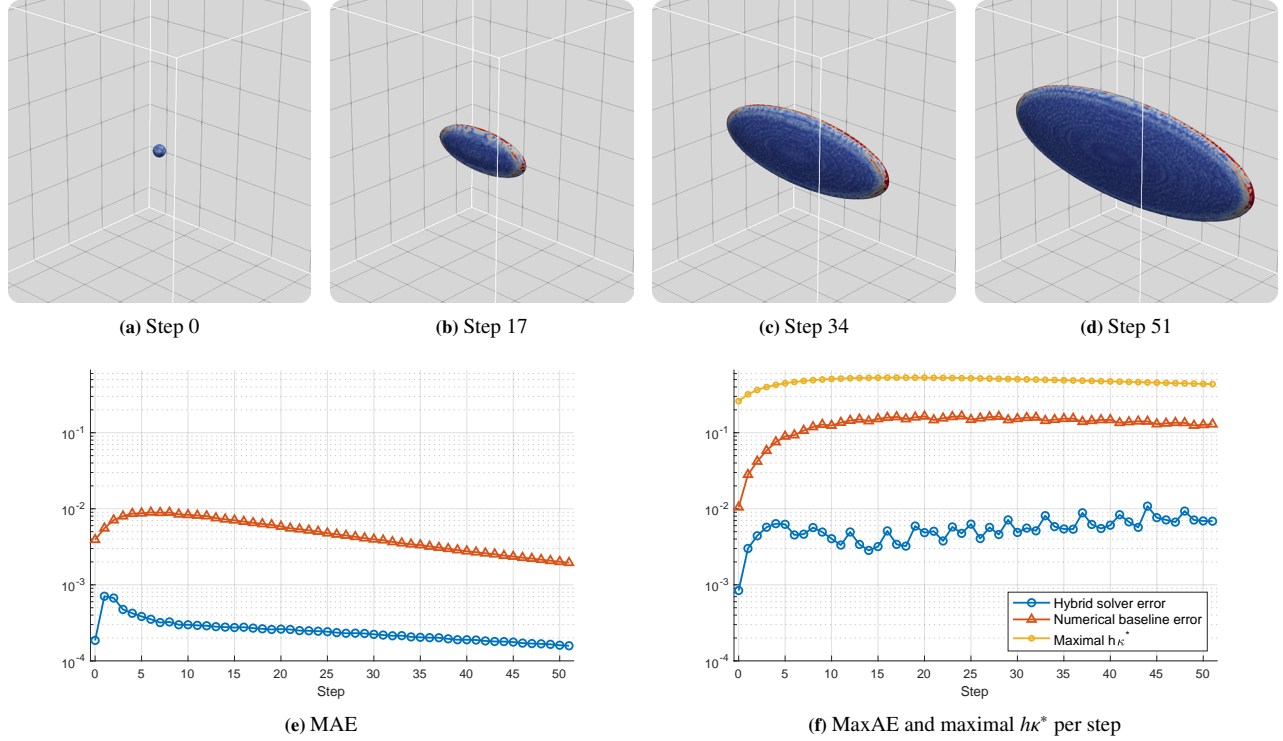 (a) Step 0
(b) Step 17
(c) Step 34
(d) Step 51
10^-1
10^-2
10^-3
10^-4
0 5 10 15 20 25 30 35 40 45 50
Step
(e) MAE
10^-1
10^-2
10^-3
10^-4
Hybrid solver error
Numerical baseline error
Maximal hκ*
0 5 10 15 20 25 30 35 40 45 50
Step
(f) MaxAE and maximal hκ* per step